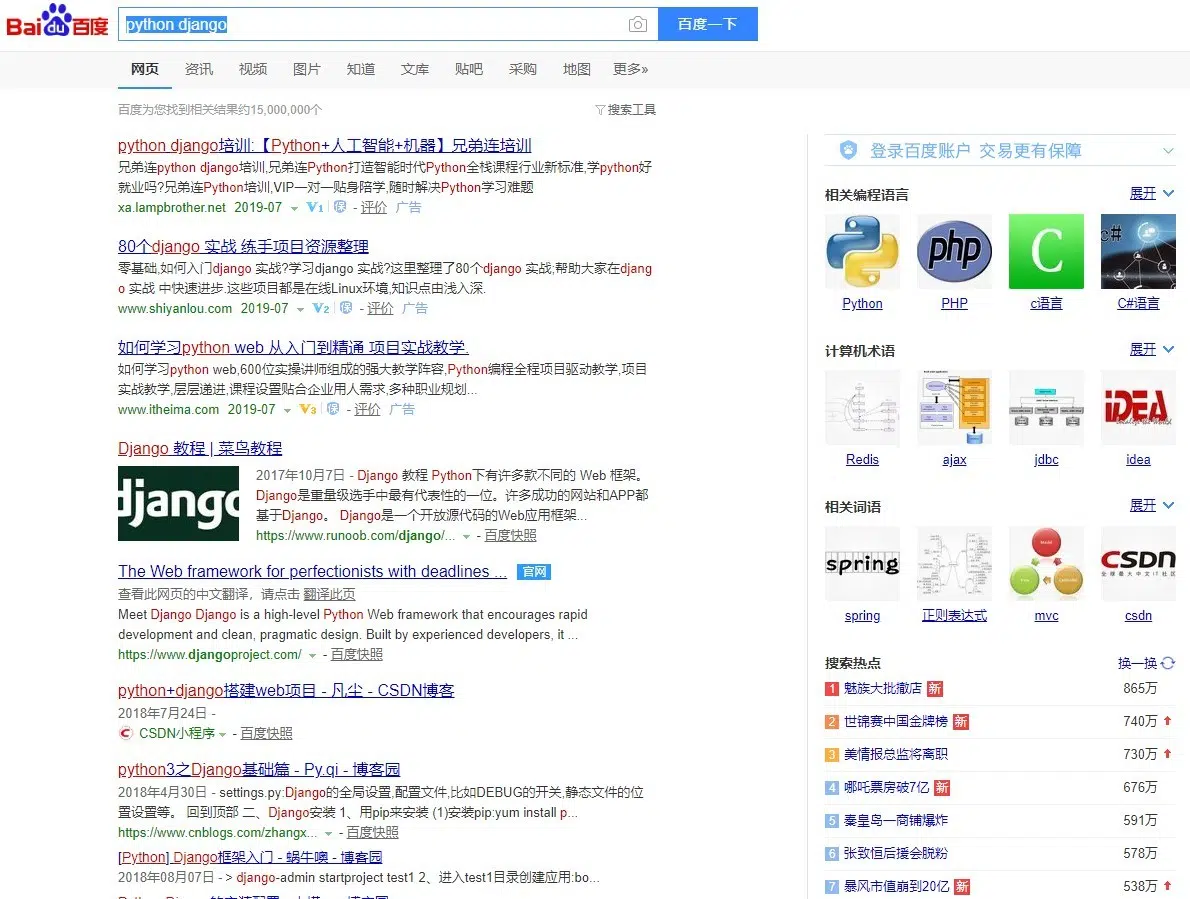 Bai du 百度
python django
百度一下
网页 资讯 视频 图片 知道 文库 贴吧 采购 地图 更多»
百度为您找到相关结果约15,000,000个
搜索工具
python django培训:【Python+人工智能+机器】兄弟连培训
兄弟连python django培训,兄弟连Python打造智能时代Python全栈课程行业新标准,学python好
就业吗?兄弟连Python培训,VIP一对一贴身陪学,随时解决Python学习难题
xa.lampbrother.net 2019-07 V1 保 - 评价 广告
80个django 实战 练手项目资源整理
零基础,如何入门django 实战?学习django 实战?这里整理了80个django 实战;帮助大家在djang
o 实战 中快速进步.这些项目都是在线Linux环境,知识点由浅入深.
www.shiyanlou.com 2019-07 V2 保 - 评价 广告
如何学习python web 从入门到精通 项目实战教学.
如何学习python web,600位实操讲师组成的强大教学阵容,Python编程全程项目驱动教学,项目
实战教学,层层递进,课程设置贴合企业用人需求,多种职业规划...
www.itheima.com 2019-07 V3 保 - 评价 广告
Django 教程 | 菜鸟教程
django
2017年10月7日 - Django 教程 Python下有许多款不同的 Web 框架。
Django是重量级选手中最有代表性的一位。许多成功的网站和APP都
基于Django。 Django是一个开放源代码的Web应用框架...
https://www.runoob.com/django/... - 百度快照
The Web framework for perfectionists with deadlines ... 官网
查看此网页的中文翻译，请点击 翻译此页
Meet Django Django is a high-level Python Web framework that encourages rapid
development and clean, pragmatic design. Built by experienced developers, it ...
https://www.djangoproject.com/ - 百度快照
python+django搭建web项目 - 凡尘 - CSDN博客
2018年7月24日 -
CSDN小程序 - 百度快照
python3之Django基础篇 - Py.qi - 博客园
2018年4月30日 - settings.py:Django的全局设置,配置文件,比如DEBUG的开关,静态文件的位
置设置等。 回到顶部 二、Django安装 1、用pip来安装 (1)安装pip:yum install p...
https://www.cnblogs.com/zhangx... - 百度快照
[Python] Django框架入门 - 蜗牛噢 - 博客园
2018年08月07日 - > django-admin startproject test1 2、进入test1目录创建应用:bo...
登录百度账户 交易更有保障
相关编程语言 展开
php C C#
Python PHP c语言 C#语言
计算机术语 展开
IDEA
Redis ajax jdbc idea
相关词语 展开
spring CSDN
全球最大中文IT社区
spring 正则表达式 mvc csdn
搜索热点 换一换
1 魅族大批撤店 新 865万
2 世锦赛中国金牌榜 新 740万
3 美情报总监将离职 730万
4 哪吒票房破7亿 新 676万
5 秦皇岛一商铺爆炸 591万
6 张致恒后援会脱粉 578万
7 暴风市值崩到20亿 新 538万